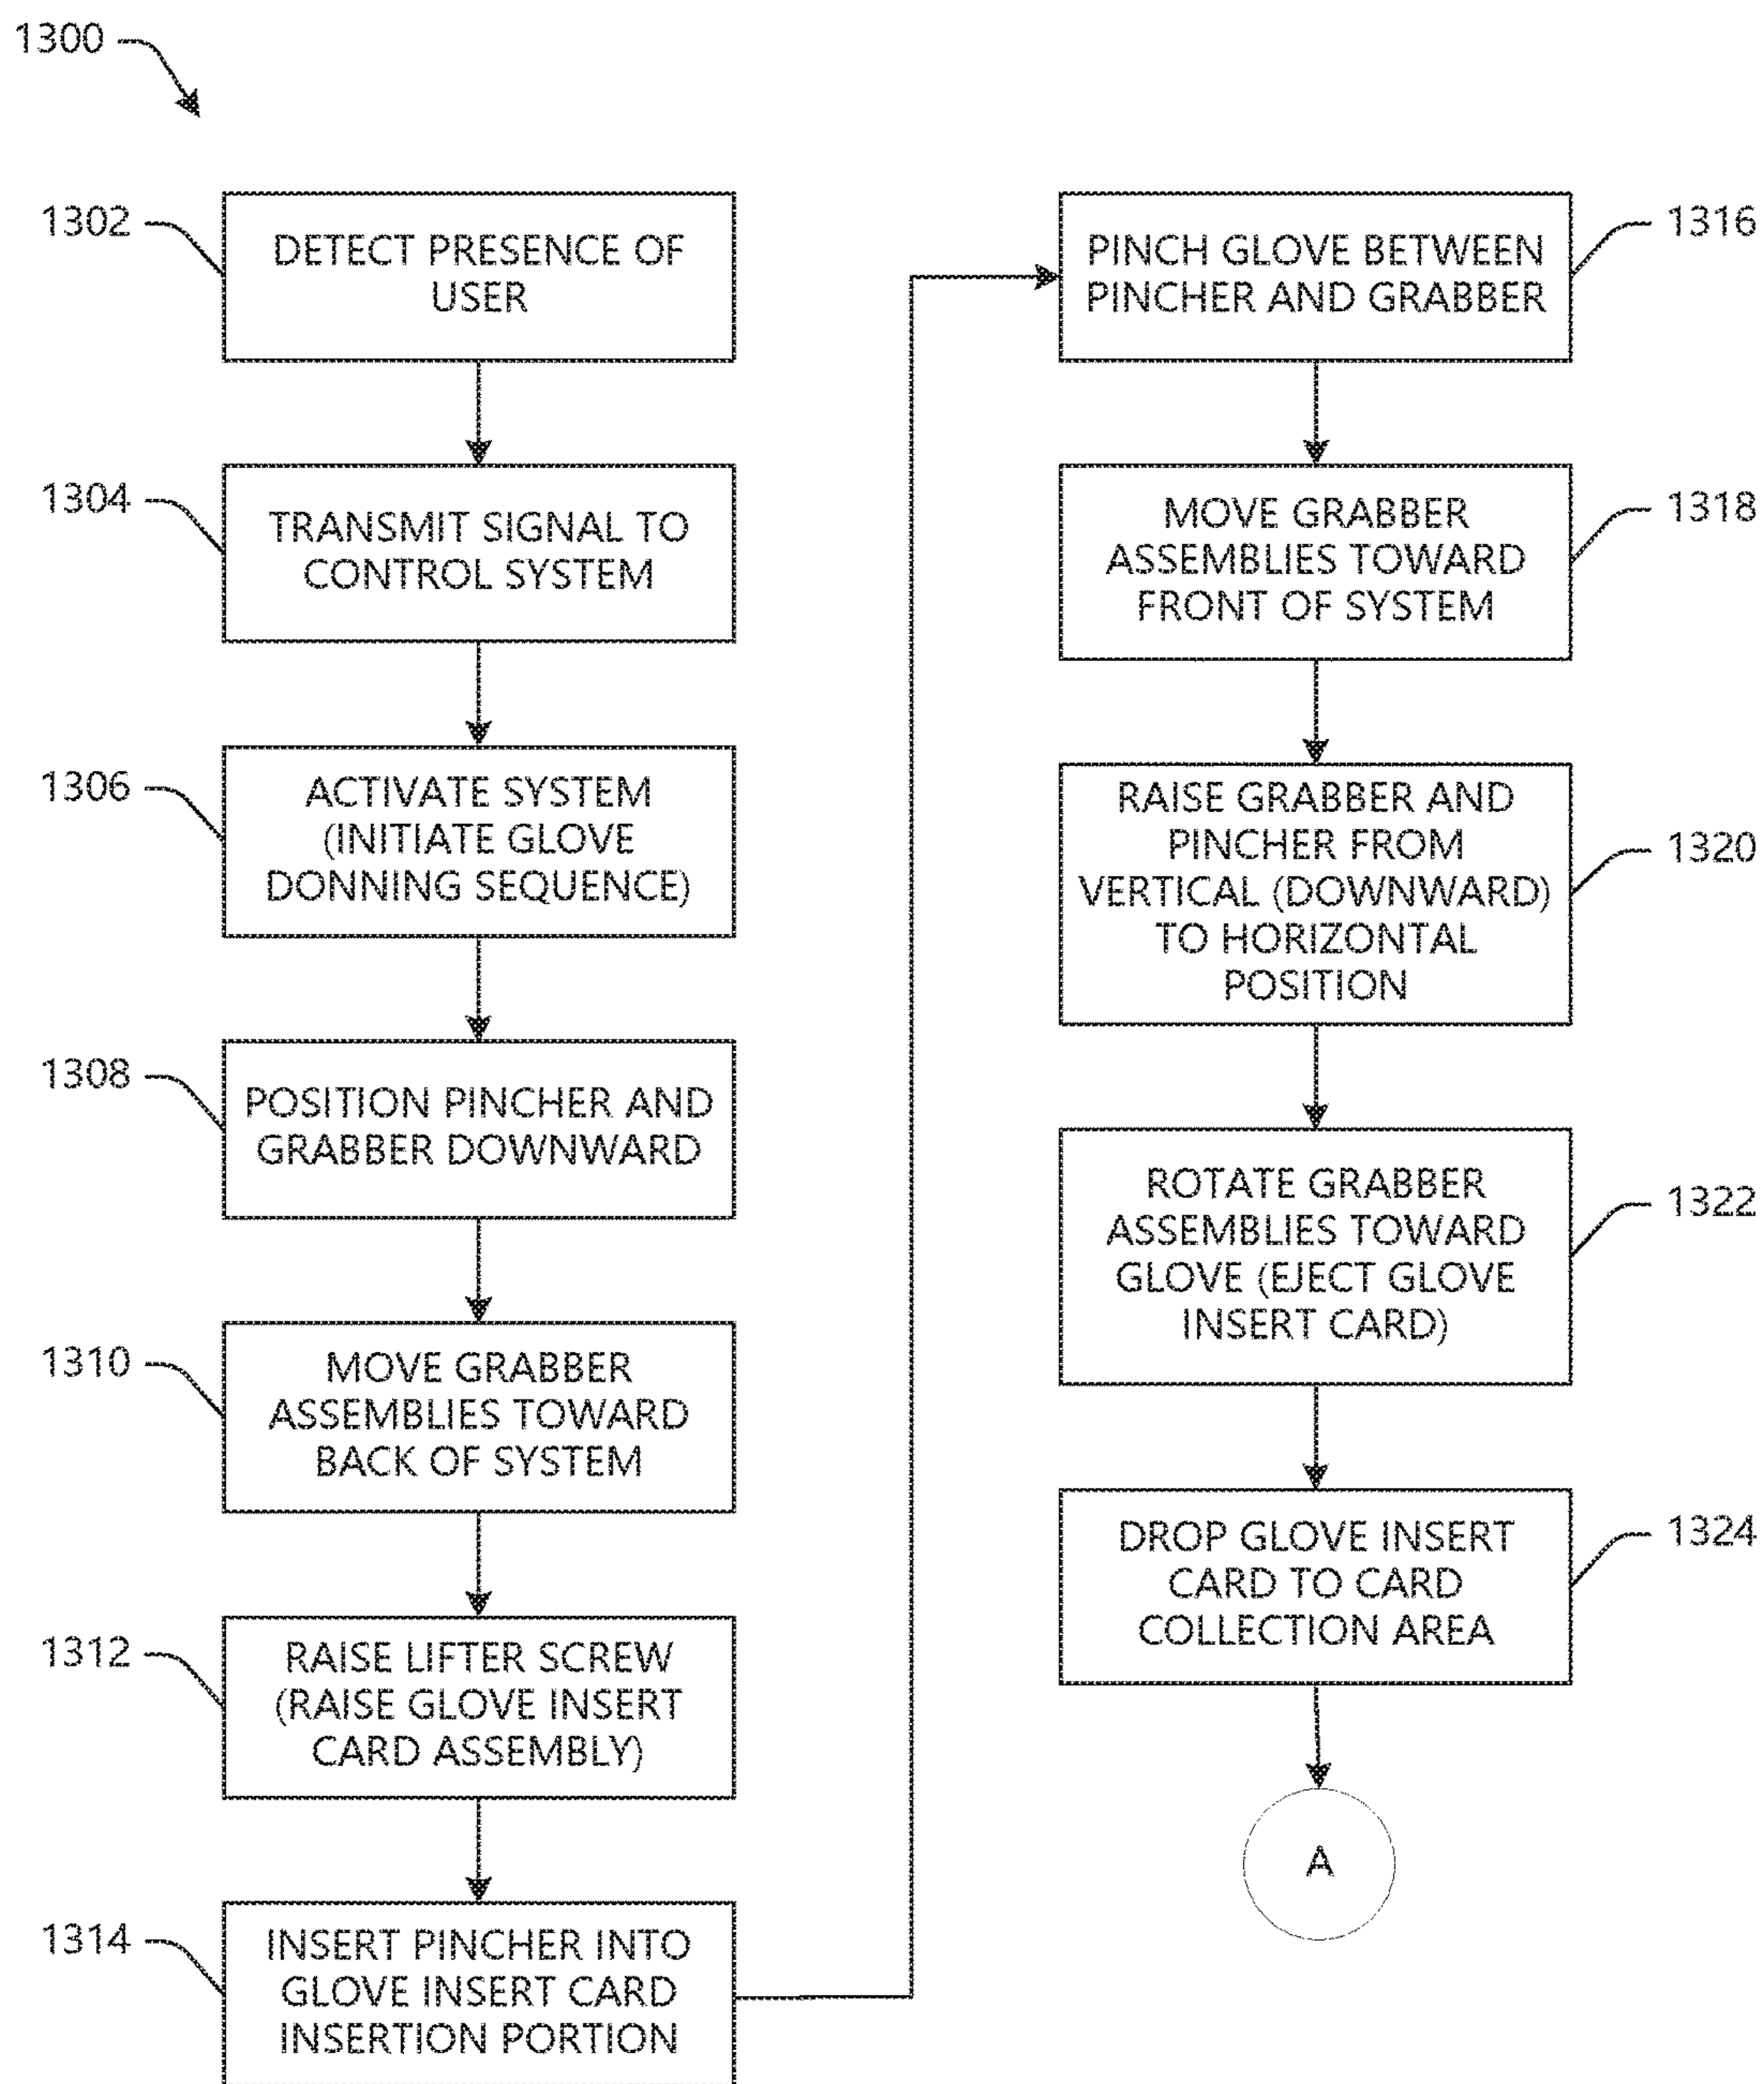 1300
1302
DETECT PRESENCE OF
USER
1304
TRANSMIT SIGNAL TO
CONTROL SYSTEM
1306
ACTIVATE SYSTEM
(INITIATE GLOVE
DONNING SEQUENCE)
1308
POSITION PINCHER AND
GRABBER DOWNWARD
1310
MOVE GRABBER
ASSEMBLIES TOWARD
BACK OF SYSTEM
1312
RAISE LIFTER SCREW
(RAISE GLOVE INSERT
CARD ASSEMBLY)
1314
INSERT PINCHER INTO
GLOVE INSERT CARD
INSERTION PORTION
1316
PINCH GLOVE BETWEEN
PINCHER AND GRABBER
1318
MOVE GRABBER
ASSEMBLIES TOWARD
FRONT OF SYSTEM
1320
RAISE GRABBER AND
PINCHER FROM
VERTICAL (DOWNWARD)
TO HORIZONTAL
POSITION
1322
ROTATE GRABBER
ASSEMBLIES TOWARD
GLOVE (EJECT GLOVE
INSERT CARD)
1324
DROP GLOVE INSERT
CARD TO CARD
COLLECTION AREA
A